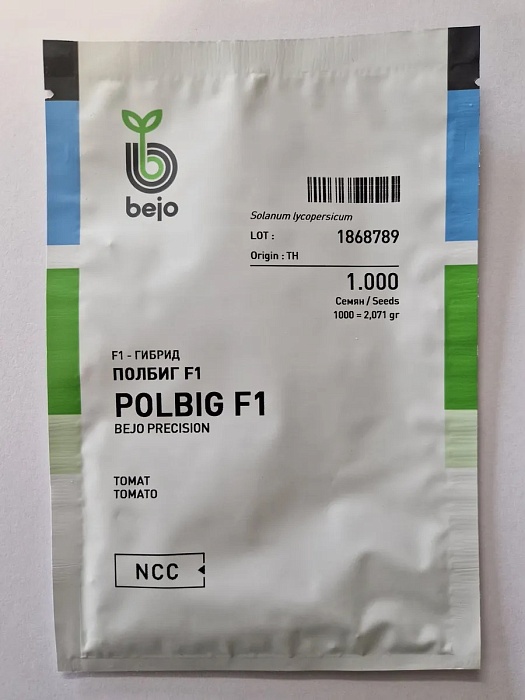 bejo
Solanum lycopersicum
LOT : 1868789
Origin : TH
1.000
Семян / Seeds
1000 = 2,071 gr
F1 - ГИБРИД
ПОЛБИГ F1
POLBIG F1
BEJO PRECISION
ТОМАТ
TOMATO
NCC